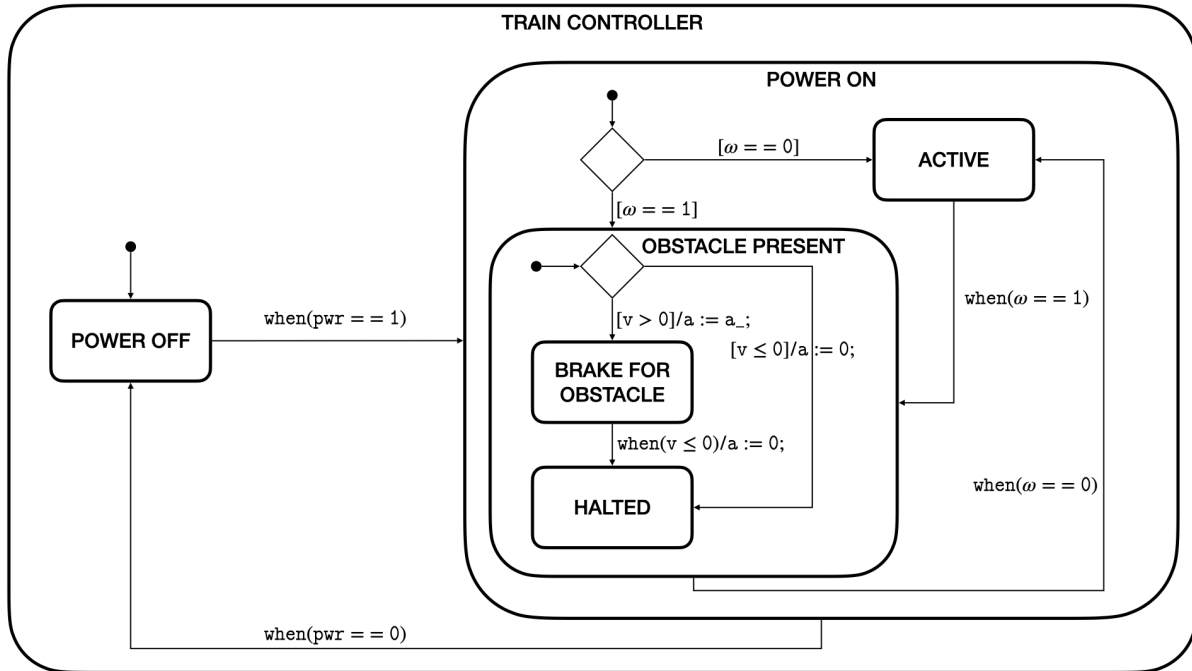 TRAIN CONTROLLER
POWER ON
[ω == 0]
ACTIVE
[ω == 1]
OBSTACLE PRESENT
when(ω == 1)
when(pwr == 1)
[v > 0]/a := a_;
POWER OFF
[v ≤ 0]/a := 0;
BRAKE FOR
OBSTACLE
when(v ≤ 0)/a := 0;
when(ω == 0)
HALTED
when(pwr == 0)